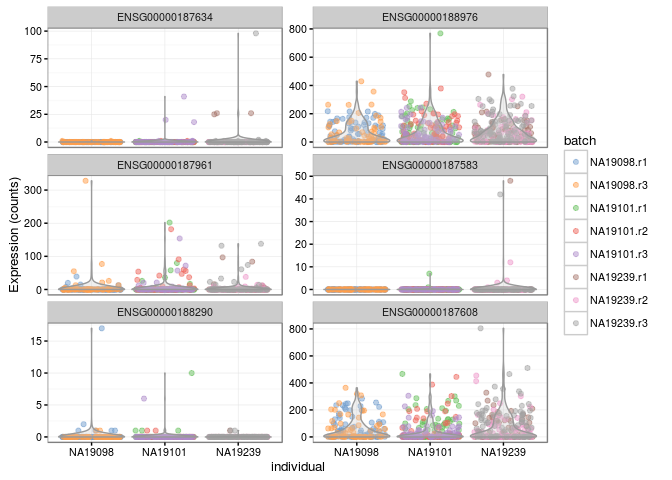 ENSG00000187634
ENSG00000188976
100
75
50
25
0
800
600
400
200
0
ENSG00000187961
ENSG00000187583
300
200
100
0
50
40
30
20
10
0
ENSG00000188290
ENSG00000187608
15
10
5
0
800
600
400
200
0
NA19098
NA19101
NA19239
NA19098
NA19101
NA19239
individual
Expression (counts)
batch
NA19098.r1
NA19098.r3
NA19101.r1
NA19101.r2
NA19101.r3
NA19239.r1
NA19239.r2
NA19239.r3